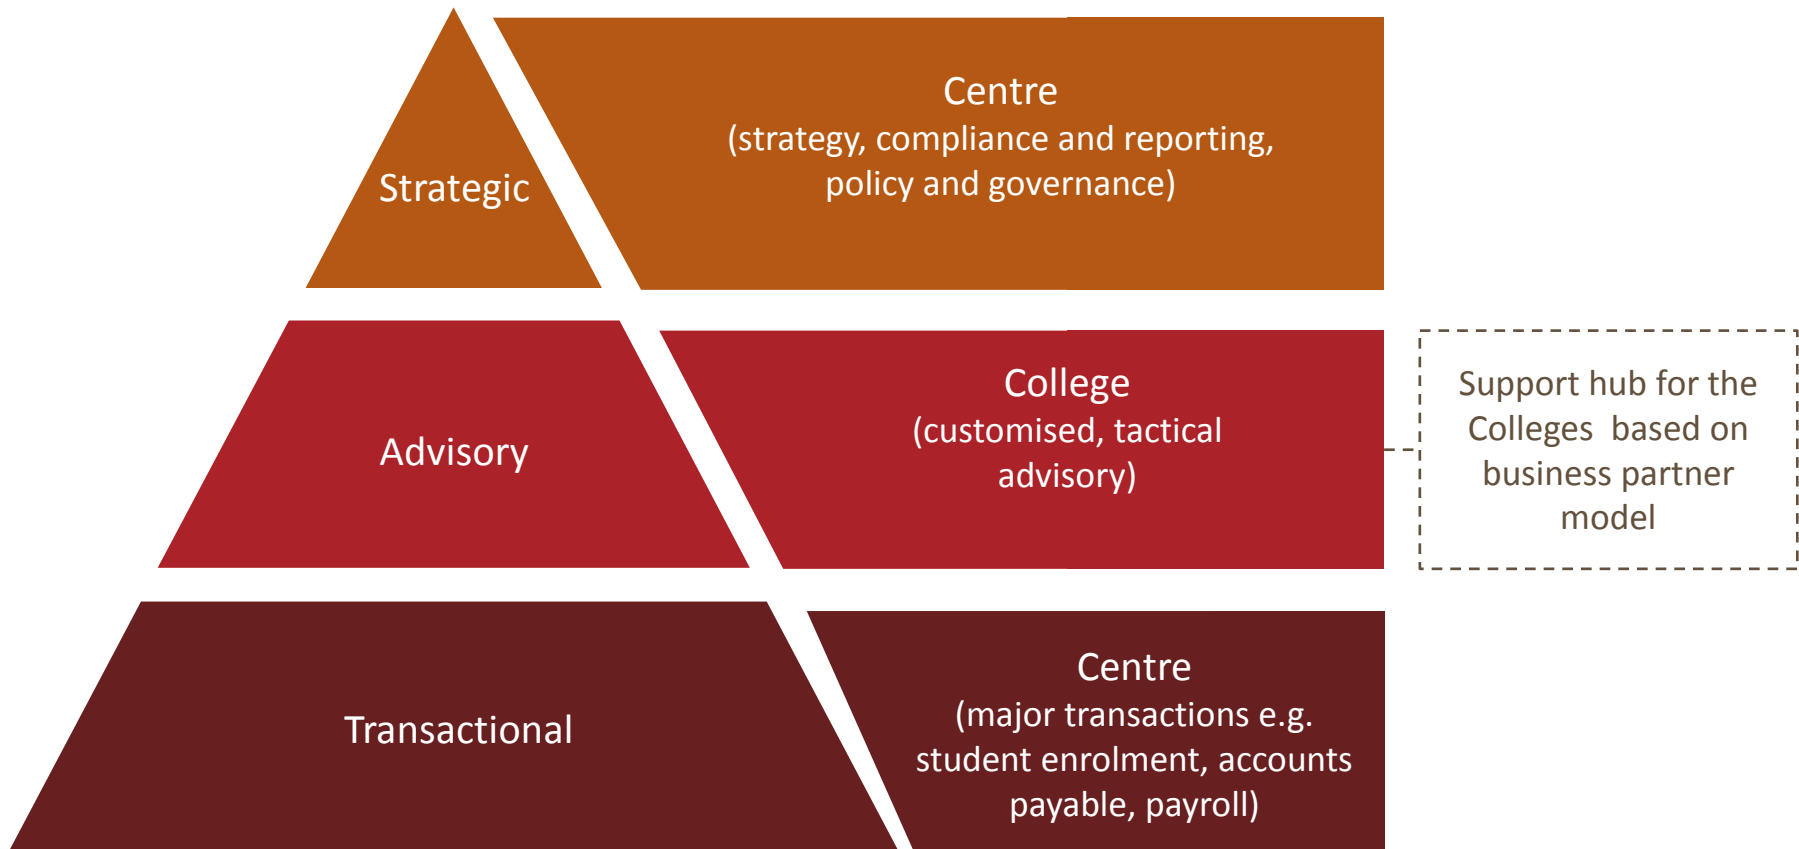 Strategic
Centre
(strategy, compliance and reporting,
policy and governance)
Advisory
College
(customised, tactical
advisory)
Support hub for the
Colleges based on
business partner
model
Transactional
Centre
(major transactions e.g.
student enrolment, accounts
payable, payroll)